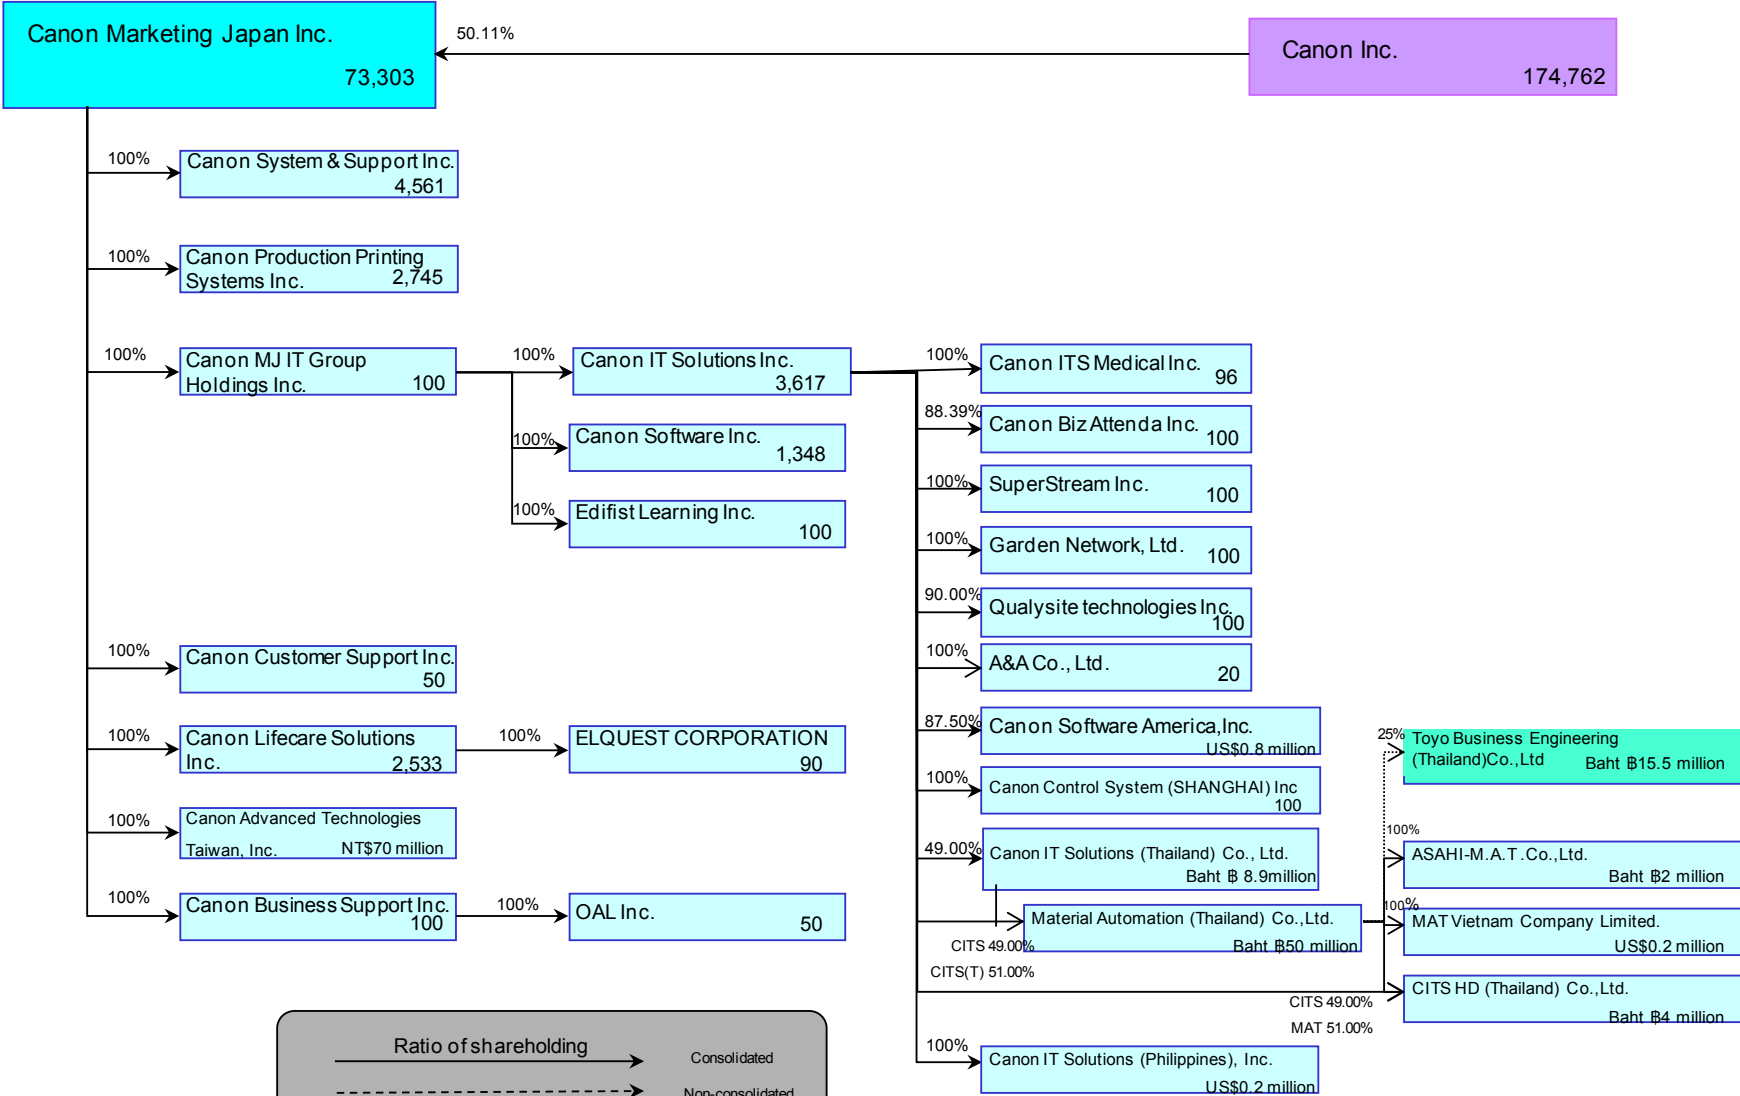 Canon Marketing Japan Inc.
73,303
50.11%
Canon Inc.
174,762
100%
Canon System & Support Inc.
4,561
100%
Canon Production Printing
Systems Inc.
2,745
100%
Canon MJ IT Group
Holdings Inc.
100
100%
Canon IT Solutions Inc.
3,617
100%
Canon Software Inc.
1,348
100%
Edifist Learning Inc.
100
100%
Canon ITS Medical Inc.
96
88.39%
Canon Biz Attenda Inc.
100
100%
SuperStream Inc.
100
100%
Garden Network, Ltd.
100
90.00%
Qualysite technologies Inc.
100
100%
A&A Co., Ltd.
20
87.50%
Canon Software America,Inc.
US$0.8 million
100%
Canon Control System (SHANGHAI) Inc
100
49.00%
Canon IT Solutions (Thailand) Co., Ltd.
Baht ฿ 8.9million
Material Automation (Thailand) Co.,Ltd.
Baht ฿50 million
CITS 49.00%
CITS(T) 51.00%
25%
Toyo Business Engineering
(Thailand)Co.,Ltd
Baht ฿15.5 million
100%
ASAHI-M.A.T.Co.,Ltd.
Baht ฿2 million
100%
MAT Vietnam Company Limited.
US$0.2 million
CITS HD (Thailand) Co.,Ltd.
Baht ฿4 million
CITS 49.00%
MAT 51.00%
100%
Canon IT Solutions (Philippines), Inc.
US$0.2 million
100%
Canon Customer Support Inc.
50
100%
Canon Lifecare Solutions
Inc.
2,533
100%
ELQUEST CORPORATION
90
100%
Canon Advanced Technologies
Taiwan, Inc.
NT$70 million
100%
Canon Business Support Inc.
100
100%
OAL Inc.
50
Ratio of shareholding
Consolidated
Non-consolidated